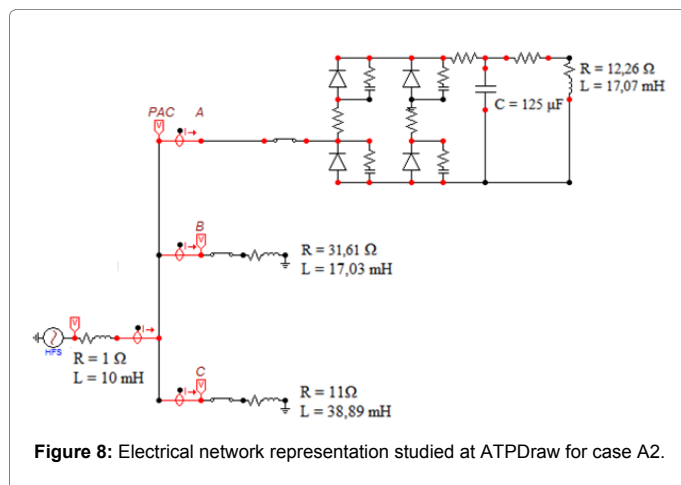 R = 12,26 Ω
L = 17,07 mH
C = 125 µF
PAC A
V
I
B
V
I
R = 31,61 Ω
L = 17,03 mH
V
I
HFS
R = 1 Ω
L = 10 mH
C
V
I
R = 11Ω
L = 38,89 mH
Figure 8: Electrical network representation studied at ATPDraw for case A2.